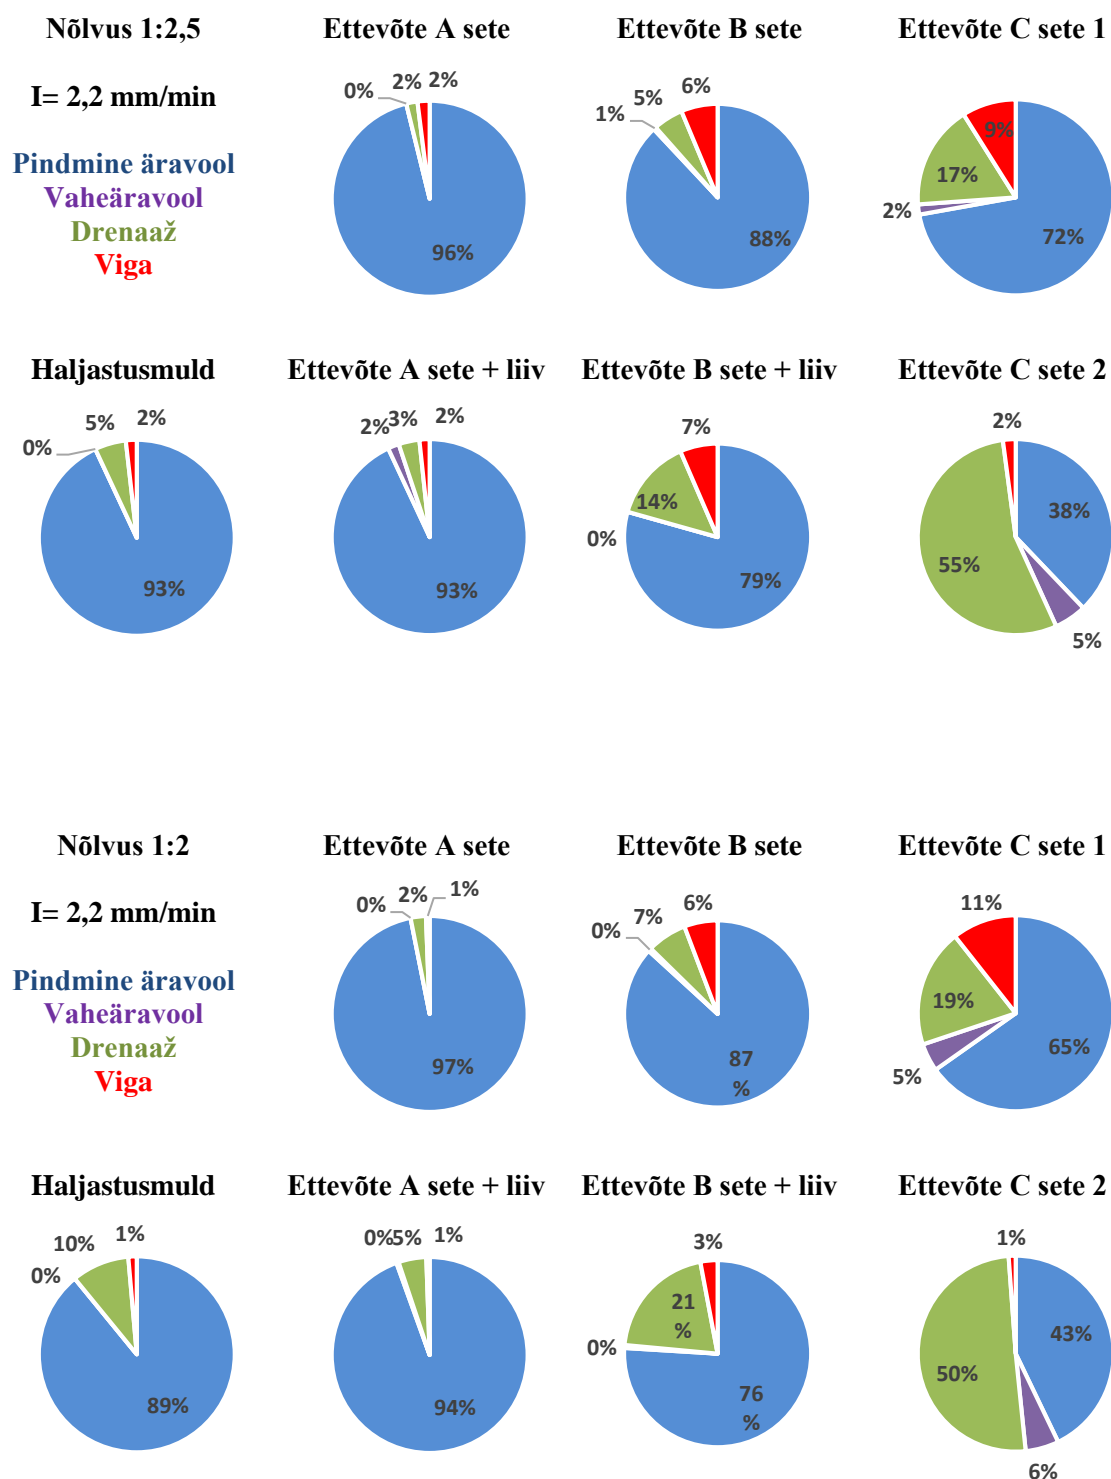 Nõlvus 1:2,5
I= 2,2 mm/min
Pindmine äravool
Vaheäravool
Drenaaž
Viga
Ettevõte A sete
0% 2% 2%
96%
Ettevõte B sete
1% 5% 6%
88%
Ettevõte C sete 1
9%
17%
2%
72%
Haljastusmuld
0% 5% 2%
93%
Ettevõte A sete + liiv
2% 3% 2%
93%
Ettevõte B sete + liiv
7%
14%
0%
79%
Ettevõte C sete 2
2%
38%
55%
5%
Nõlvus 1:2
I= 2,2 mm/min
Pindmine äravool
Vaheäravool
Drenaaž
Viga
Ettevõte A sete
0% 2% 1%
97%
Ettevõte B sete
0% 7% 6%
87
%
Ettevõte C sete 1
11%
19%
5%
65%
Haljastusmuld
0% 10% 1%
89%
Ettevõte A sete + liiv
0% 5% 1%
94%
Ettevõte B sete + liiv
3%
21
%
0%
76
%
Ettevõte C sete 2
1%
43%
50%
6%